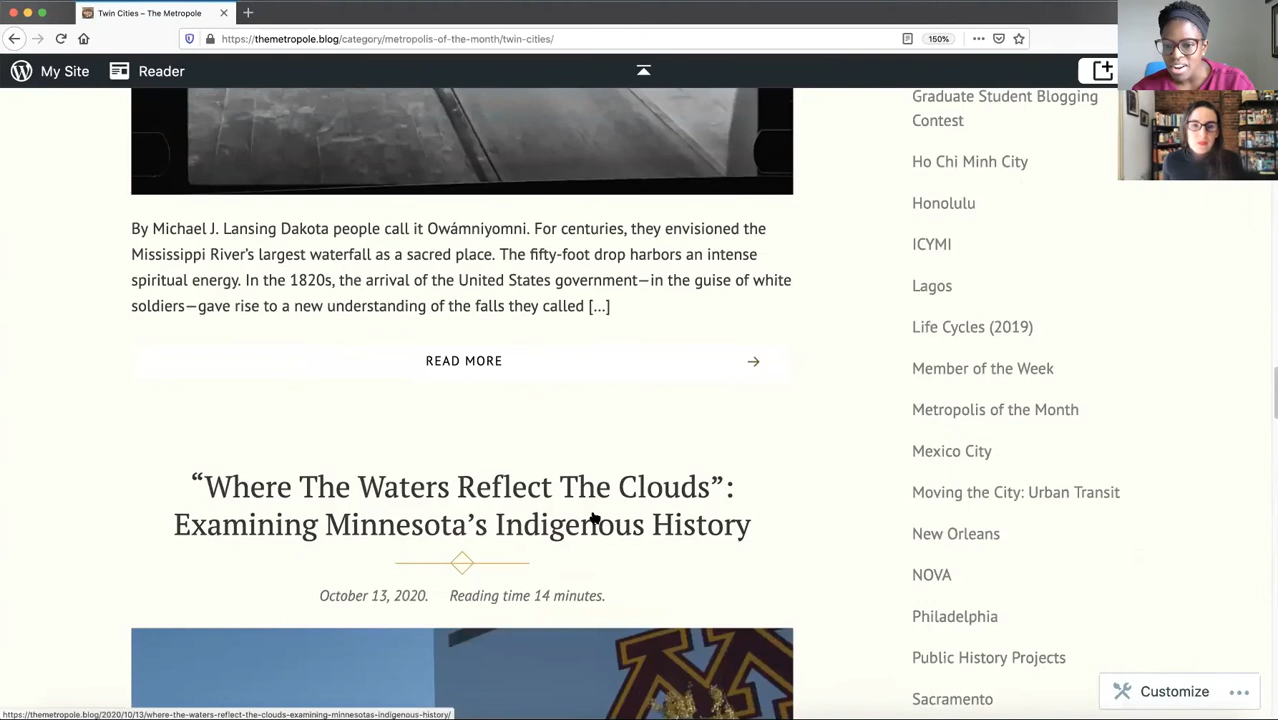 Twin Cities – The Metropole
https://themetropole.blog/category/metropolis-of-the-month/twin-cities/
150%
My Site
Reader
By Michael J. Lansing Dakota people call it Owámniyomni. For centuries, they envisioned the
Mississippi River’s largest waterfall as a sacred place. The fifty-foot drop harbors an intense
spiritual energy. In the 1820s, the arrival of the United States government—in the guise of white
soldiers—gave rise to a new understanding of the falls they called […]
READ MORE
“Where The Waters Reflect The Clouds”:
Examining Minnesota’s Indigenous History
October 13, 2020.
Reading time 14 minutes.
M
Graduate Student Blogging
Contest
Ho Chi Minh City
Honolulu
ICYMI
Lagos
Life Cycles (2019)
Member of the Week
Metropolis of the Month
Mexico City
Moving the City: Urban Transit
New Orleans
NOVA
Philadelphia
Public History Projects
Sacramento
Customize
https://themetropole.blog/2020/10/13/where-the-waters-reflect-the-clouds-examining-minnesotas-indigenous-history/